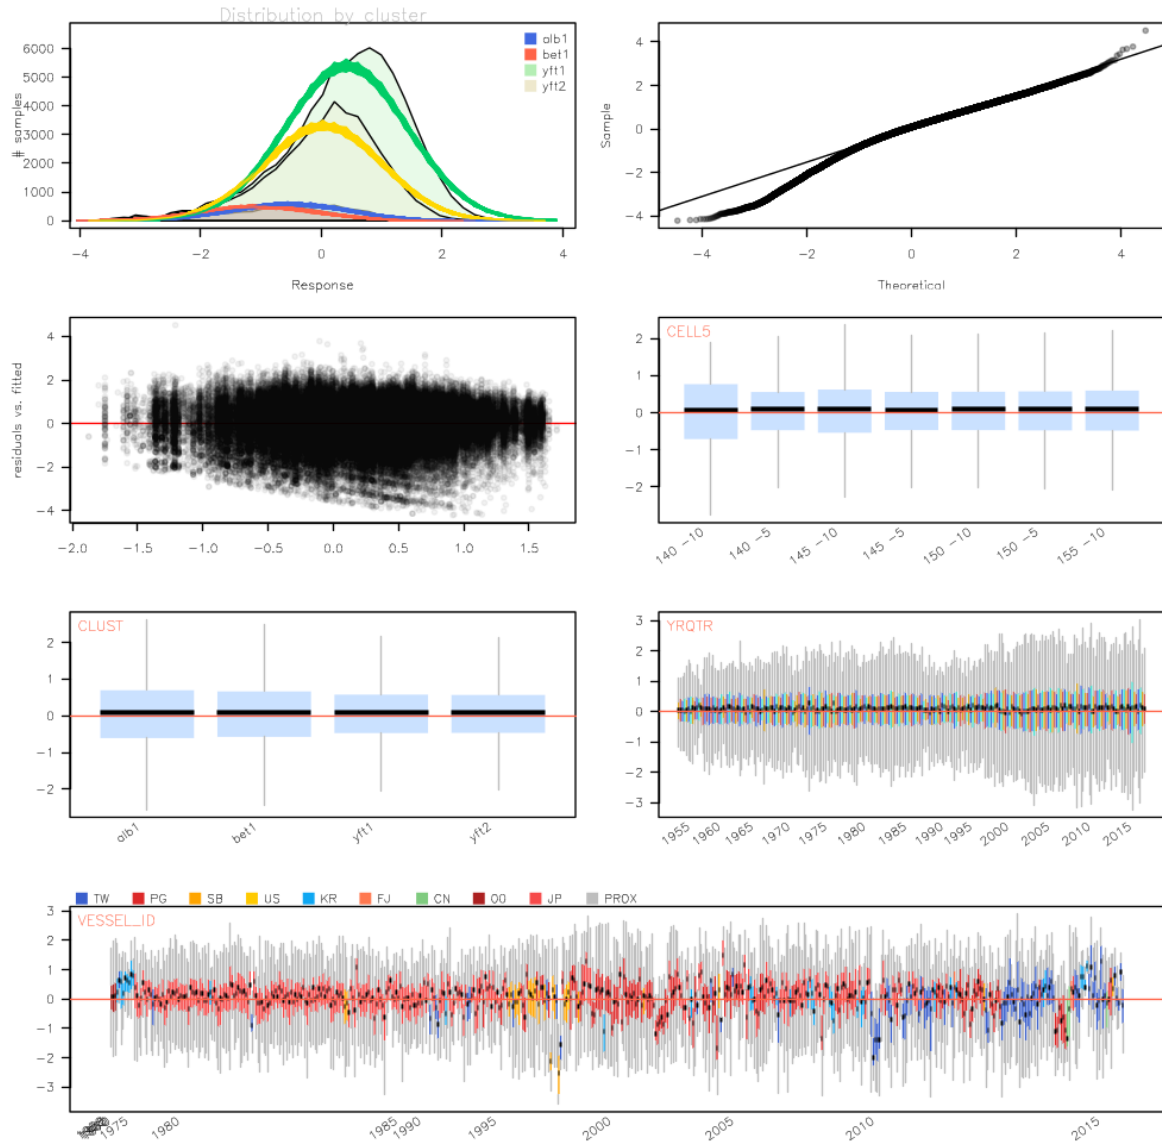 Distribution by cluster
# samples
6000
5000
4000
3000
2000
1000
0
alb1
bet1
yft1
yft2
−4 −2 0 2 4
Response
Sample
4
2
0
−2
−4
−4 −2 0 2 4
Theoretical
residuals vs. fitted
4
2
0
−2
−4
−2.0 −1.5 −1.0 −0.5 0.0 0.5 1.0 1.5
CELL5
2
1
0
−1
−2
140 −10 140 −5 145 −10 145 −5 150 −10 150 −5 155 −10
CLUST
2
1
0
−1
−2
alb1 bet1 yft1 yft2
YRQTR
3
2
1
0
−1
−2
−3
1955 1960 1965 1970 1975 1980 1985 1990 1995 2000 2005 2010 2015
TW PG SB US KR FJ CN OO JP PROX
VESSEL_ID
3
2
1
0
−1
−2
−3
1975 1980 1985 1990 1995 2000 2005 2010 2015